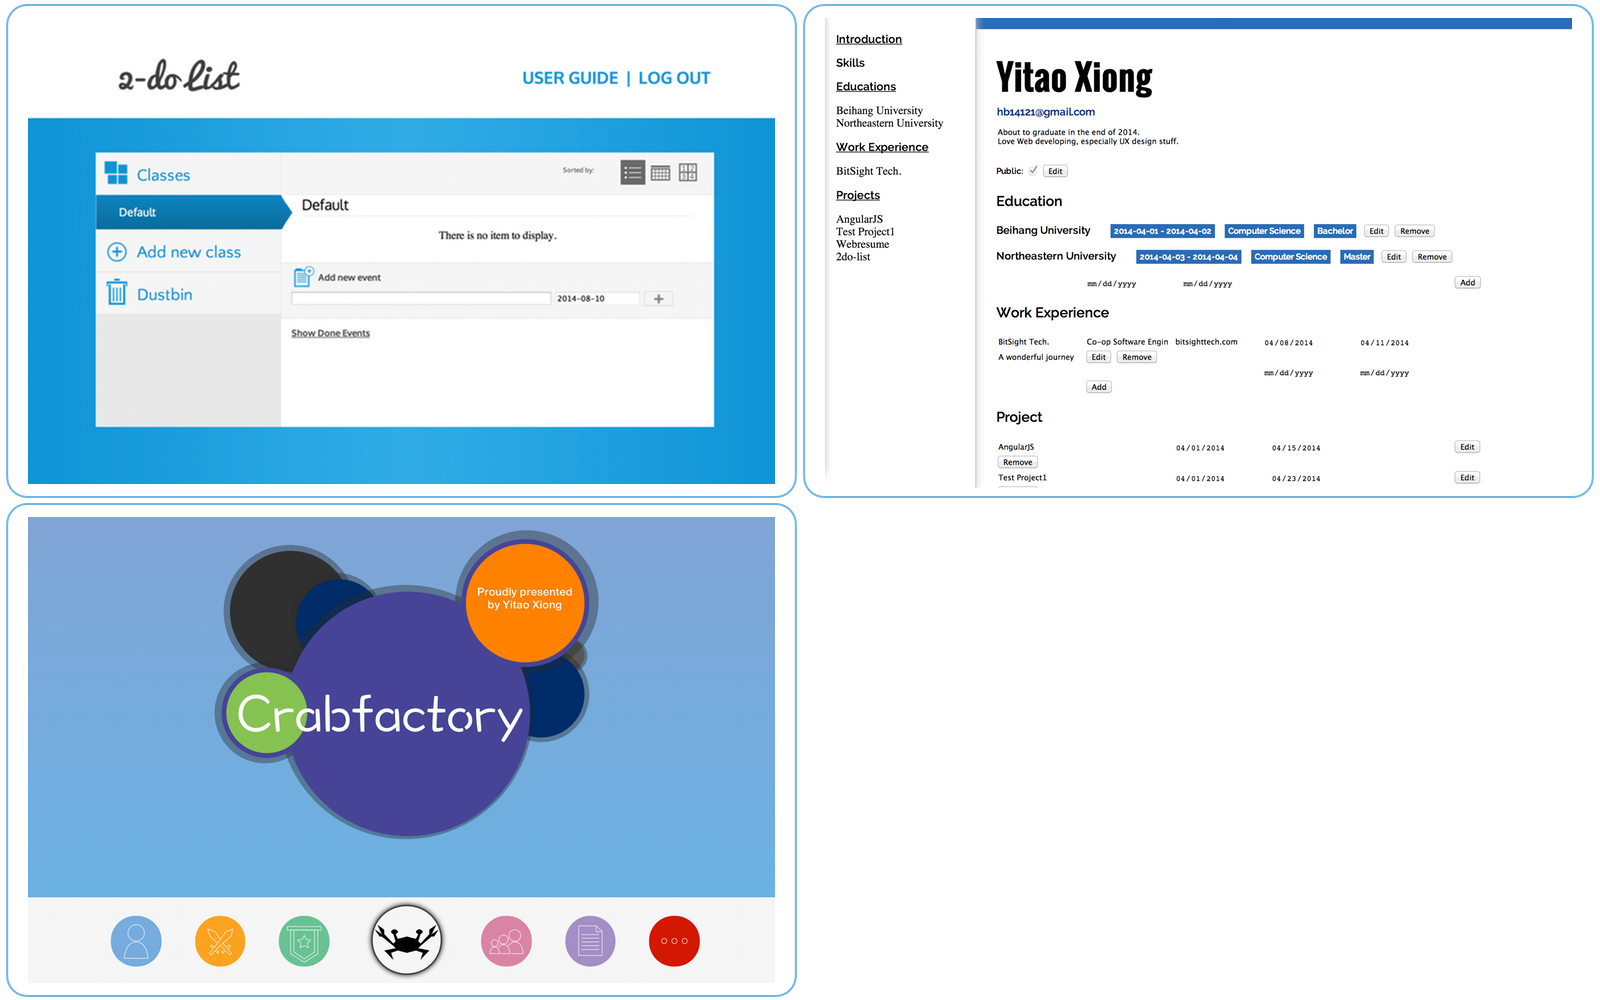 2-do list
USER GUIDE | LOG OUT
Classes
Sorted by:
Default
Default
There is no item to display.
Add new class
Add new event
2014-08-10 +
Dustbin
Show Done Events
Introduction
Skills
Educations
Beihang University
Northeastern University
Work Experience
BitSight Tech.
Projects
AngularJS
Test Project1
Webresume
2do-list
Yitao Xiong
hb14121@gmail.com
About to graduate in the end of 2014.
Love Web developing, especially UX design stuff.
Public: Edit
Education
Beihang University 2014-04-01 - 2014-04-02 Computer Science Bachelor Edit Remove
Northeastern University 2014-04-03 - 2014-04-04 Computer Science Master Edit Remove
mm/dd/yyyy mm/dd/yyyy Add
Work Experience
BitSight Tech. Co-op Software Engin bitsighttech.com 04/08/2014 04/11/2014
A wonderful journey Edit Remove
mm/dd/yyyy mm/dd/yyyy
Add
Project
AngularJS 04/01/2014 04/15/2014 Edit
Remove
Test Project1 04/01/2014 04/23/2014 Edit
Proudly presented
by Yitao Xiong
Crabfactory